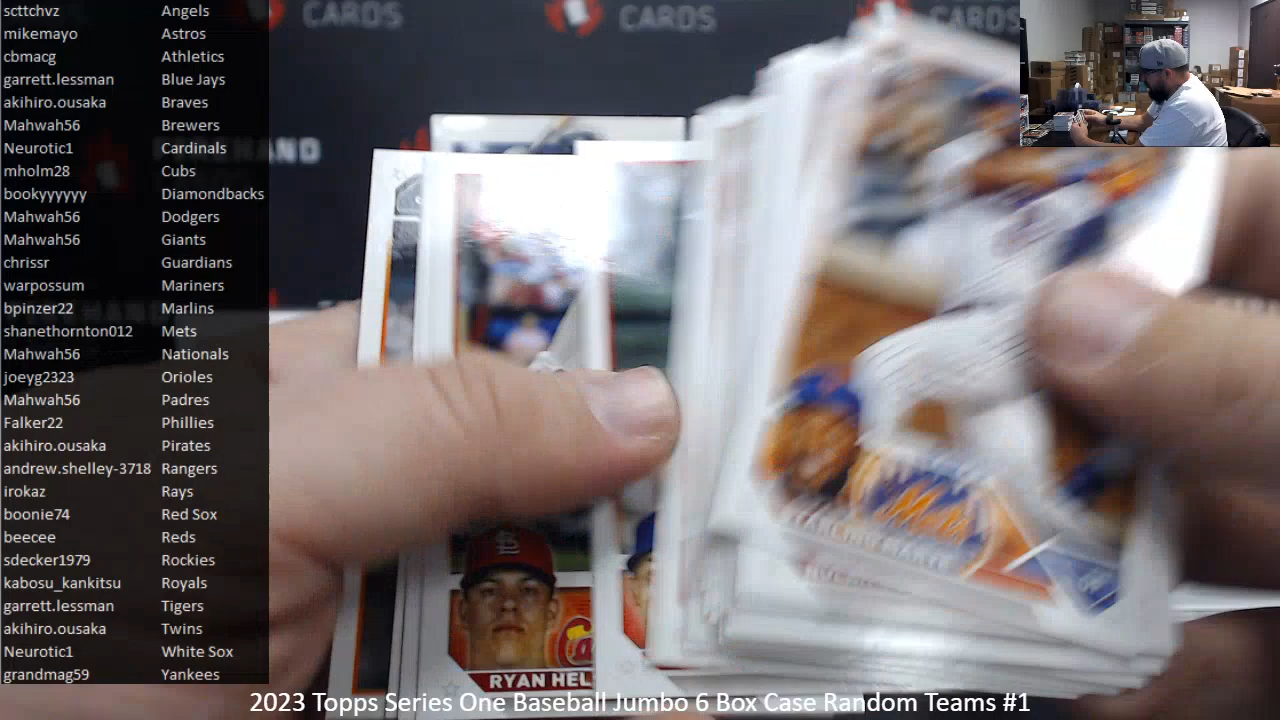 scttchvz Angels
mikemayo Astros
cbmacg Athletics
garrett.lessman Blue Jays
akihiro.ousaka Braves
Mahwah56 Brewers
Neurotic1 Cardinals
mholm28 Cubs
bookyyyyyy Diamondbacks
Mahwah56 Dodgers
Mahwah56 Giants
chrissr Guardians
warpossum Mariners
bpinzer22 Marlins
shanethornton012 Mets
Mahwah56 Nationals
joeyg2323 Orioles
Mahwah56 Padres
Falker22 Phillies
akihiro.ousaka Pirates
andrew.shelley-3718 Rangers
irokaz Rays
boonie74 Red Sox
beecee Reds
sdecker1979 Rockies
kabosu_kankitsu Royals
garrett.lessman Tigers
akihiro.ousaka Twins
Neurotic1 White Sox
grandmag59 Yankees
CARDS
CARDS
CARDS
Mets
RYAN HEL
2023 Topps Series One Baseball Jumbo 6 Box Case Random Teams #1